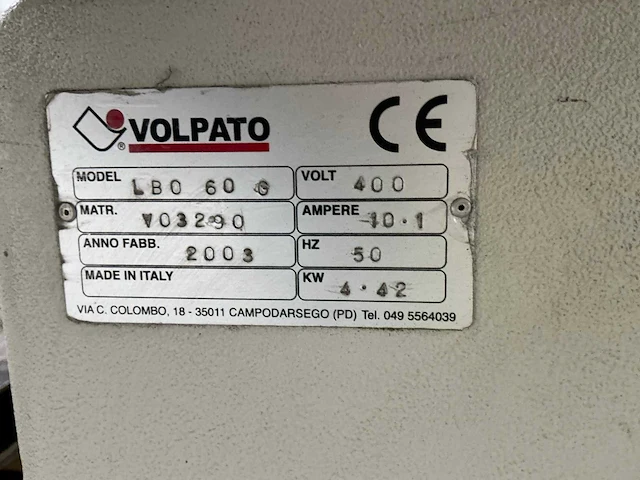 ® VOLPATO CE
MODEL LBO 60 G VOLT 400
MATR. V03290 AMPERE 10.1
ANNO FABB. 2003 HZ 50
MADE IN ITALY KW 4.42
VIA C. COLOMBO, 18 - 35011 CAMPODARSEGO (PD) Tel. 049 5564039